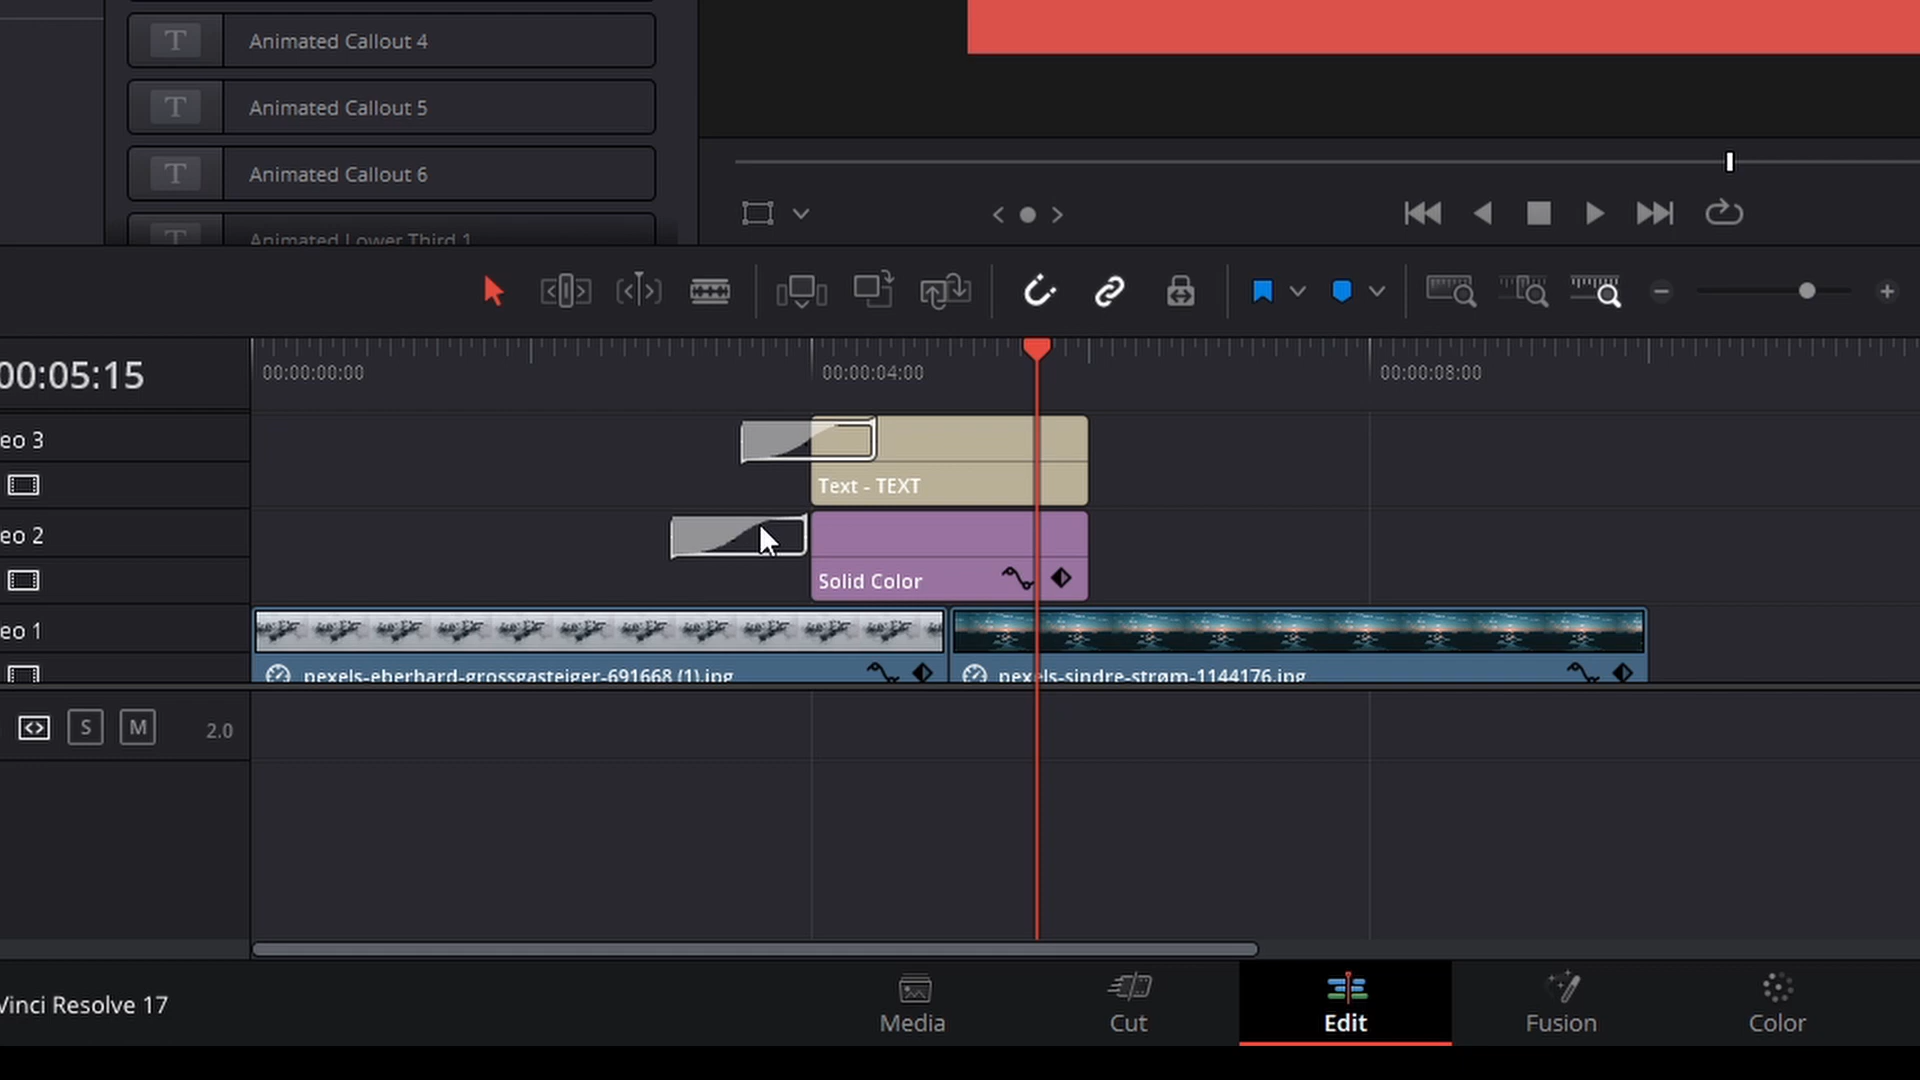 Animated Callout 4
Animated Callout 5
Animated Callout 6
Animated Lower Third 1
00:05:15
00:00:00:00
00:00:04:00
00:00:08:00
eo 3
Text - TEXT
eo 2
Solid Color
eo 1
pexels-eberhard-grossgasteiger-691668 (1).jpg
pexels-sindre-strøm-1144176.jpg
S
M
2.0
Vinci Resolve 17
Media
Cut
Edit
Fusion
Color